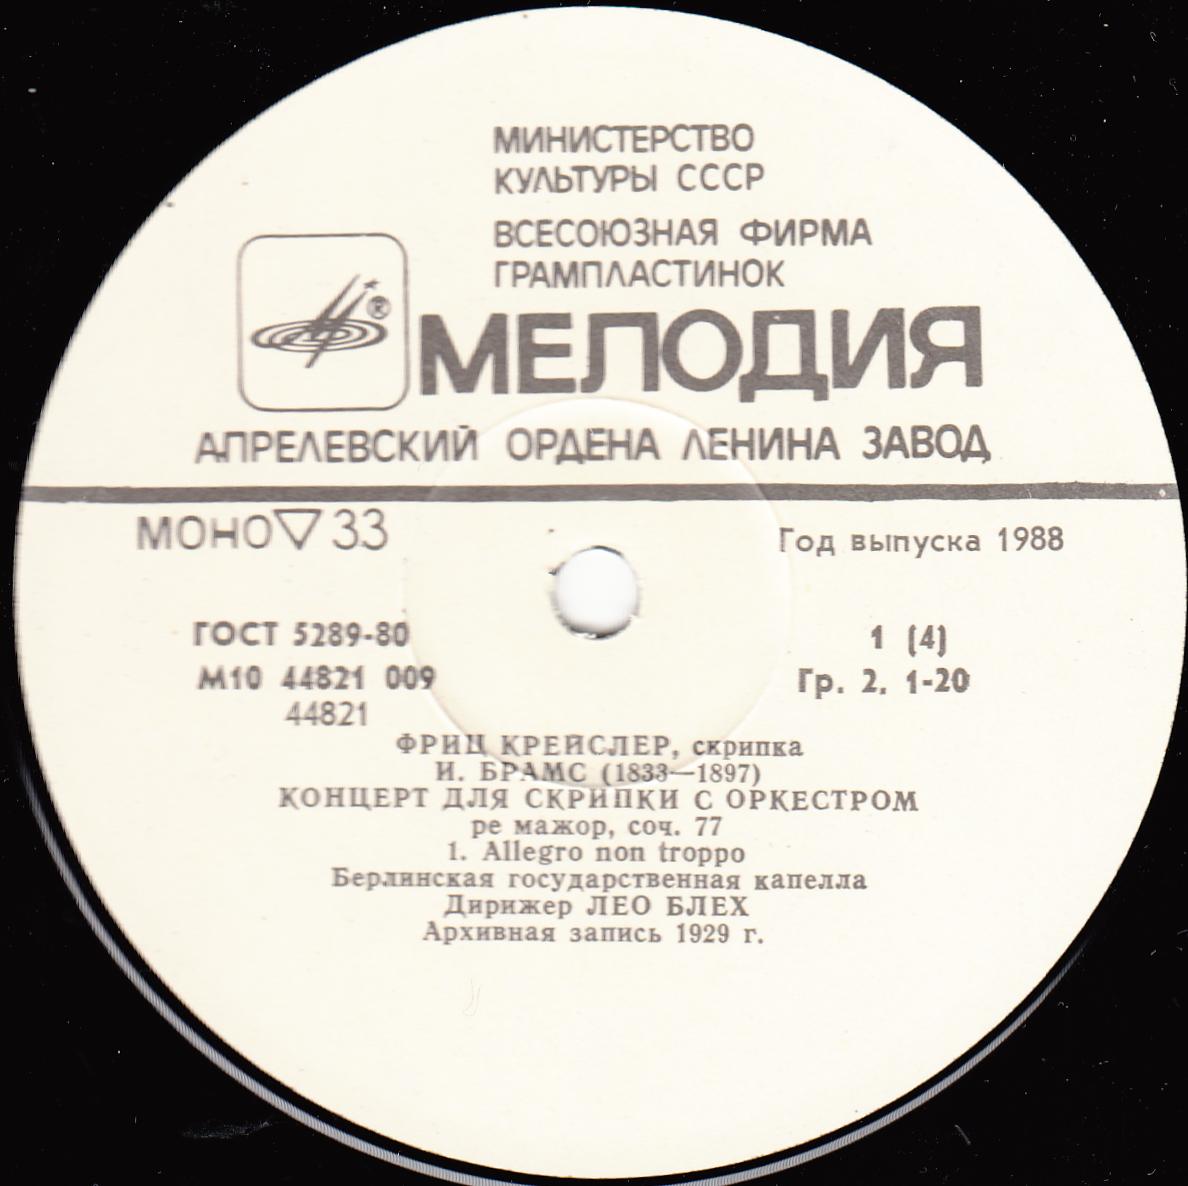 МИНИСТЕРСТВО
КУЛЬТУРЫ СССР
ВСЕСОЮЗНАЯ ФИРМА
ГРАМПЛАСТИНОК
®
МЕЛОДИЯ
АПРЕЛЕВСКИЙ ОРДЕНА ЛЕНИНА ЗАВОД
МОНО ▽ 33
Год выпуска 1988
ГОСТ 5289-80
1 (4)
М10 44821 009
Гр. 2. 1-20
44821
ФРИЦ КРЕЙСЛЕР, скрипка
И. БРАМС (1833—1897)
КОНЦЕРТ ДЛЯ СКРИПКИ С ОРКЕСТРОМ
ре мажор, соч. 77
1. Allegro non troppo
Берлинская государственная капелла
Дирижер ЛЕО БЛЕХ
Архивная запись 1929 г.